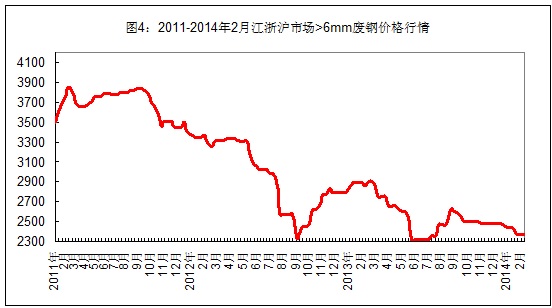 图4：2011-2014年2月江浙沪市场>6mm废钢价格行情
4100
3900
3700
3500
3300
3100
2900
2700
2500
2300
2011年
2月
3月
4月
5月
6月
7月
8月
9月
10月
11月
12月
2012年
2月
3月
4月
5月
6月
7月
8月
9月
10月
11月
12月
2013年
2月
3月
4月
5月
6月
7月
8月
9月
10月
11月
12月
2014年
2月